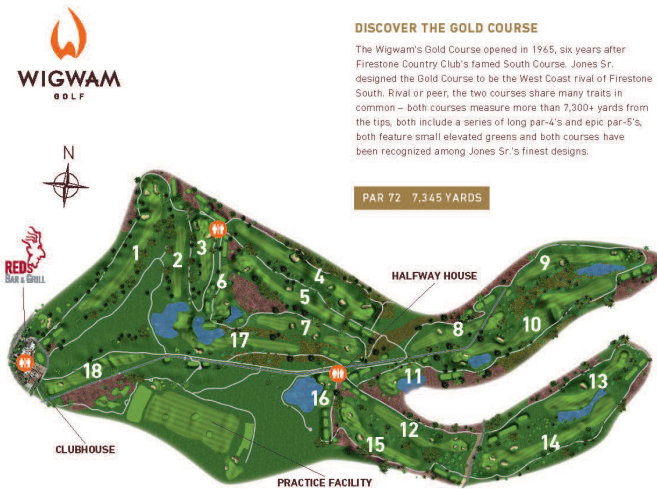 WIGWAM
GOLF
DISCOVER THE GOLD COURSE
The Wigwam's Gold Course opened in 1965, six years after
Firestone Country Club's famed South Course. Jones Sr.
designed the Gold Course to be the West Coast rival of Firestone
South. Rival or peer, the two courses share many traits in
common – both courses measure more than 7,300+ yards from
the tips, both include a series of long par-4's and epic par-5's,
both feature small elevated greens and both courses have
been recognized among Jones Sr.'s finest designs.
PAR 72 7,345 YARDS
N
REDs
BAR & GRILL
HALFWAY HOUSE
1
2
3
4
5
6
7
8
9
10
11
12
13
14
15
16
17
18
CLUBHOUSE
PRACTICE FACILITY